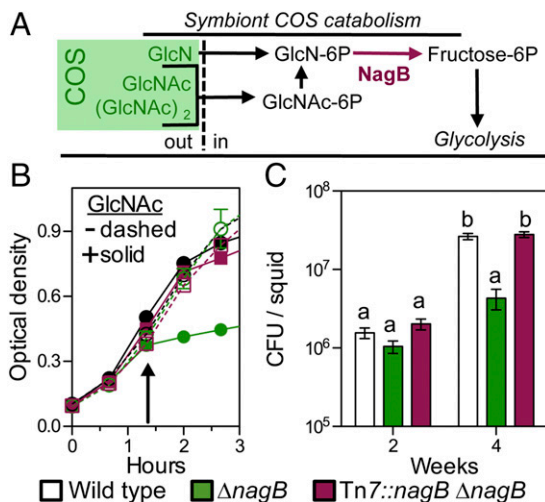 A
Symbiont COS catabolism
COS
GlcN
GlcN-6P
NagB
Fructose-6P
GlcNAc
(GlcNAc)2
GlcNAc-6P
out
in
Glycolysis
B
GlcNAc
- dashed
+ solid
Optical density
0.9
0.6
0.3
0.0
0 1 2 3
Hours
C
CFU / squid
10^8
10^7
10^6
10^5
a a a b a b
2 4
Weeks
Wild type ΔnagB Tn7::nagB ΔnagB